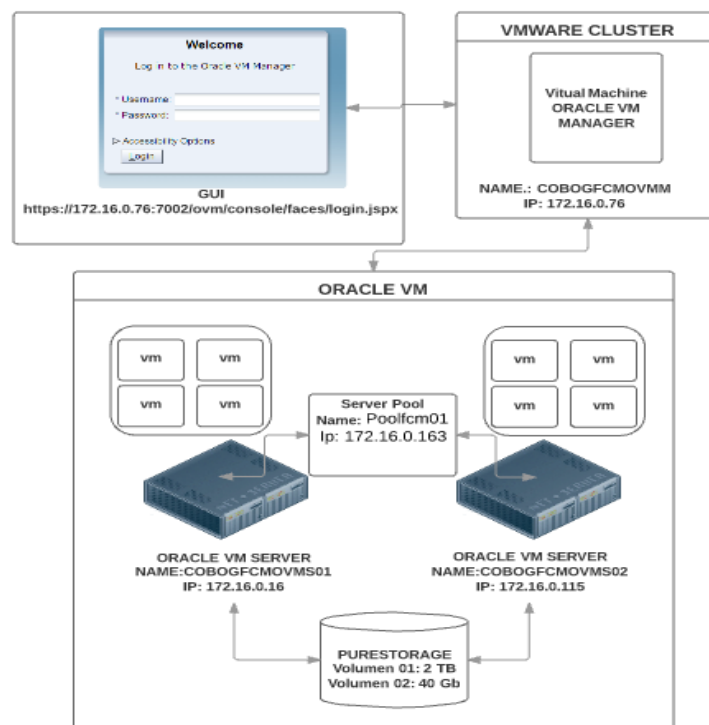 Welcome
Log in to the Oracle VM Manager
* Username:
* Password:
Accessibility Options
Login
GUI
https://172.16.0.76:7002/ovm/console/faces/login.jspx
VMWARE CLUSTER
Vitual Machine
ORACLE VM
MANAGER
NAME.: COBOGFCMOVMM
IP: 172.16.0.76
ORACLE VM
vm vm
vm vm
vm vm
vm vm
Server Pool
Name: Poolfcm01
Ip: 172.16.0.163
ORACLE VM SERVER
NAME:COBOGFCMOVMS01
IP: 172.16.0.16
ORACLE VM SERVER
NAME:COBOGFCMOVMS02
IP: 172.16.0.115
PURESTORAGE
Volumen 01: 2 TB
Volumen 02: 40 Gb